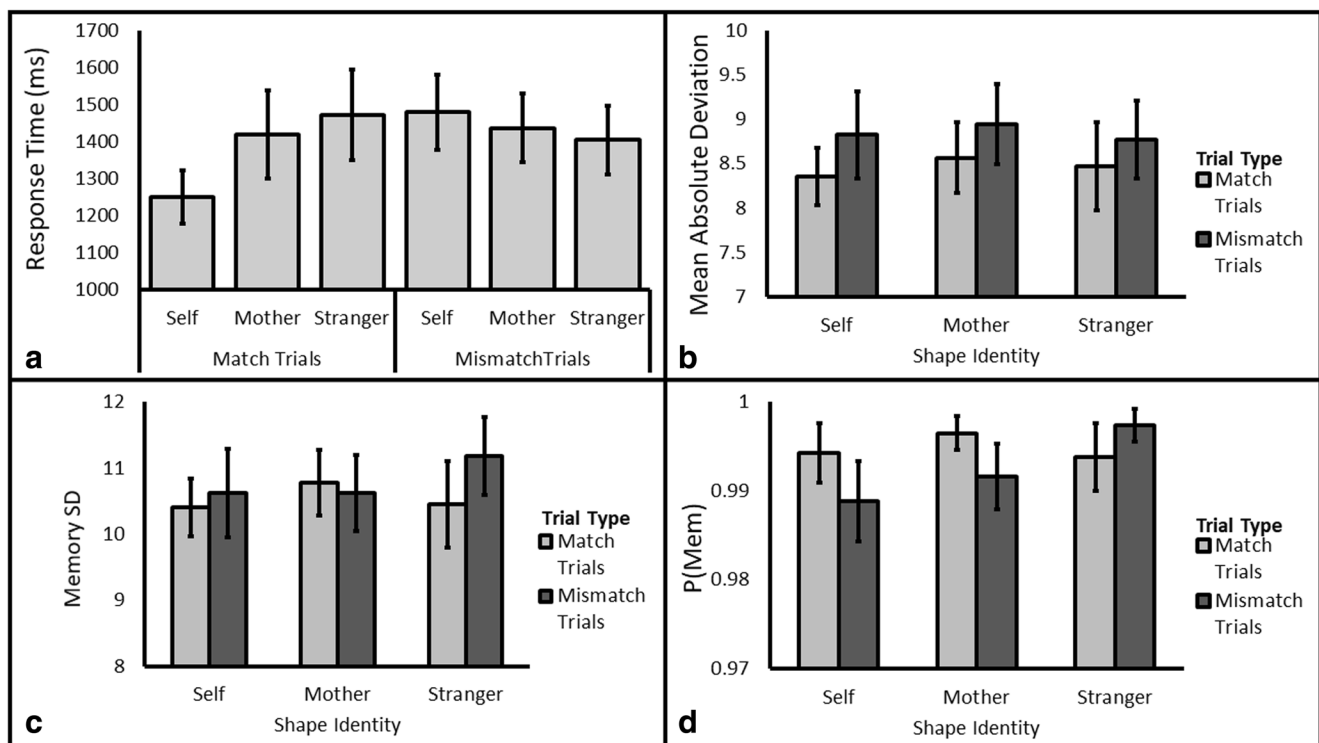 Response Time (ms)
1700
1600
1500
1400
1300
1200
1100
1000
Self
Mother
Stranger
Self
Mother
Stranger
Match Trials
MismatchTrials
a
Mean Absolute Deviation
10
9.5
9
8.5
8
7.5
7
Self
Mother
Stranger
Shape Identity
Trial Type
Match
Trials
Mismatch
Trials
b
Memory SD
12
11
10
9
8
Self
Mother
Stranger
Shape Identity
Trial Type
Match
Trials
Mismatch
Trials
c
P(Mem)
1
0.99
0.98
0.97
Self
Mother
Stranger
Shape Identity
Trial Type
Match
Trials
Mismatch
Trials
d